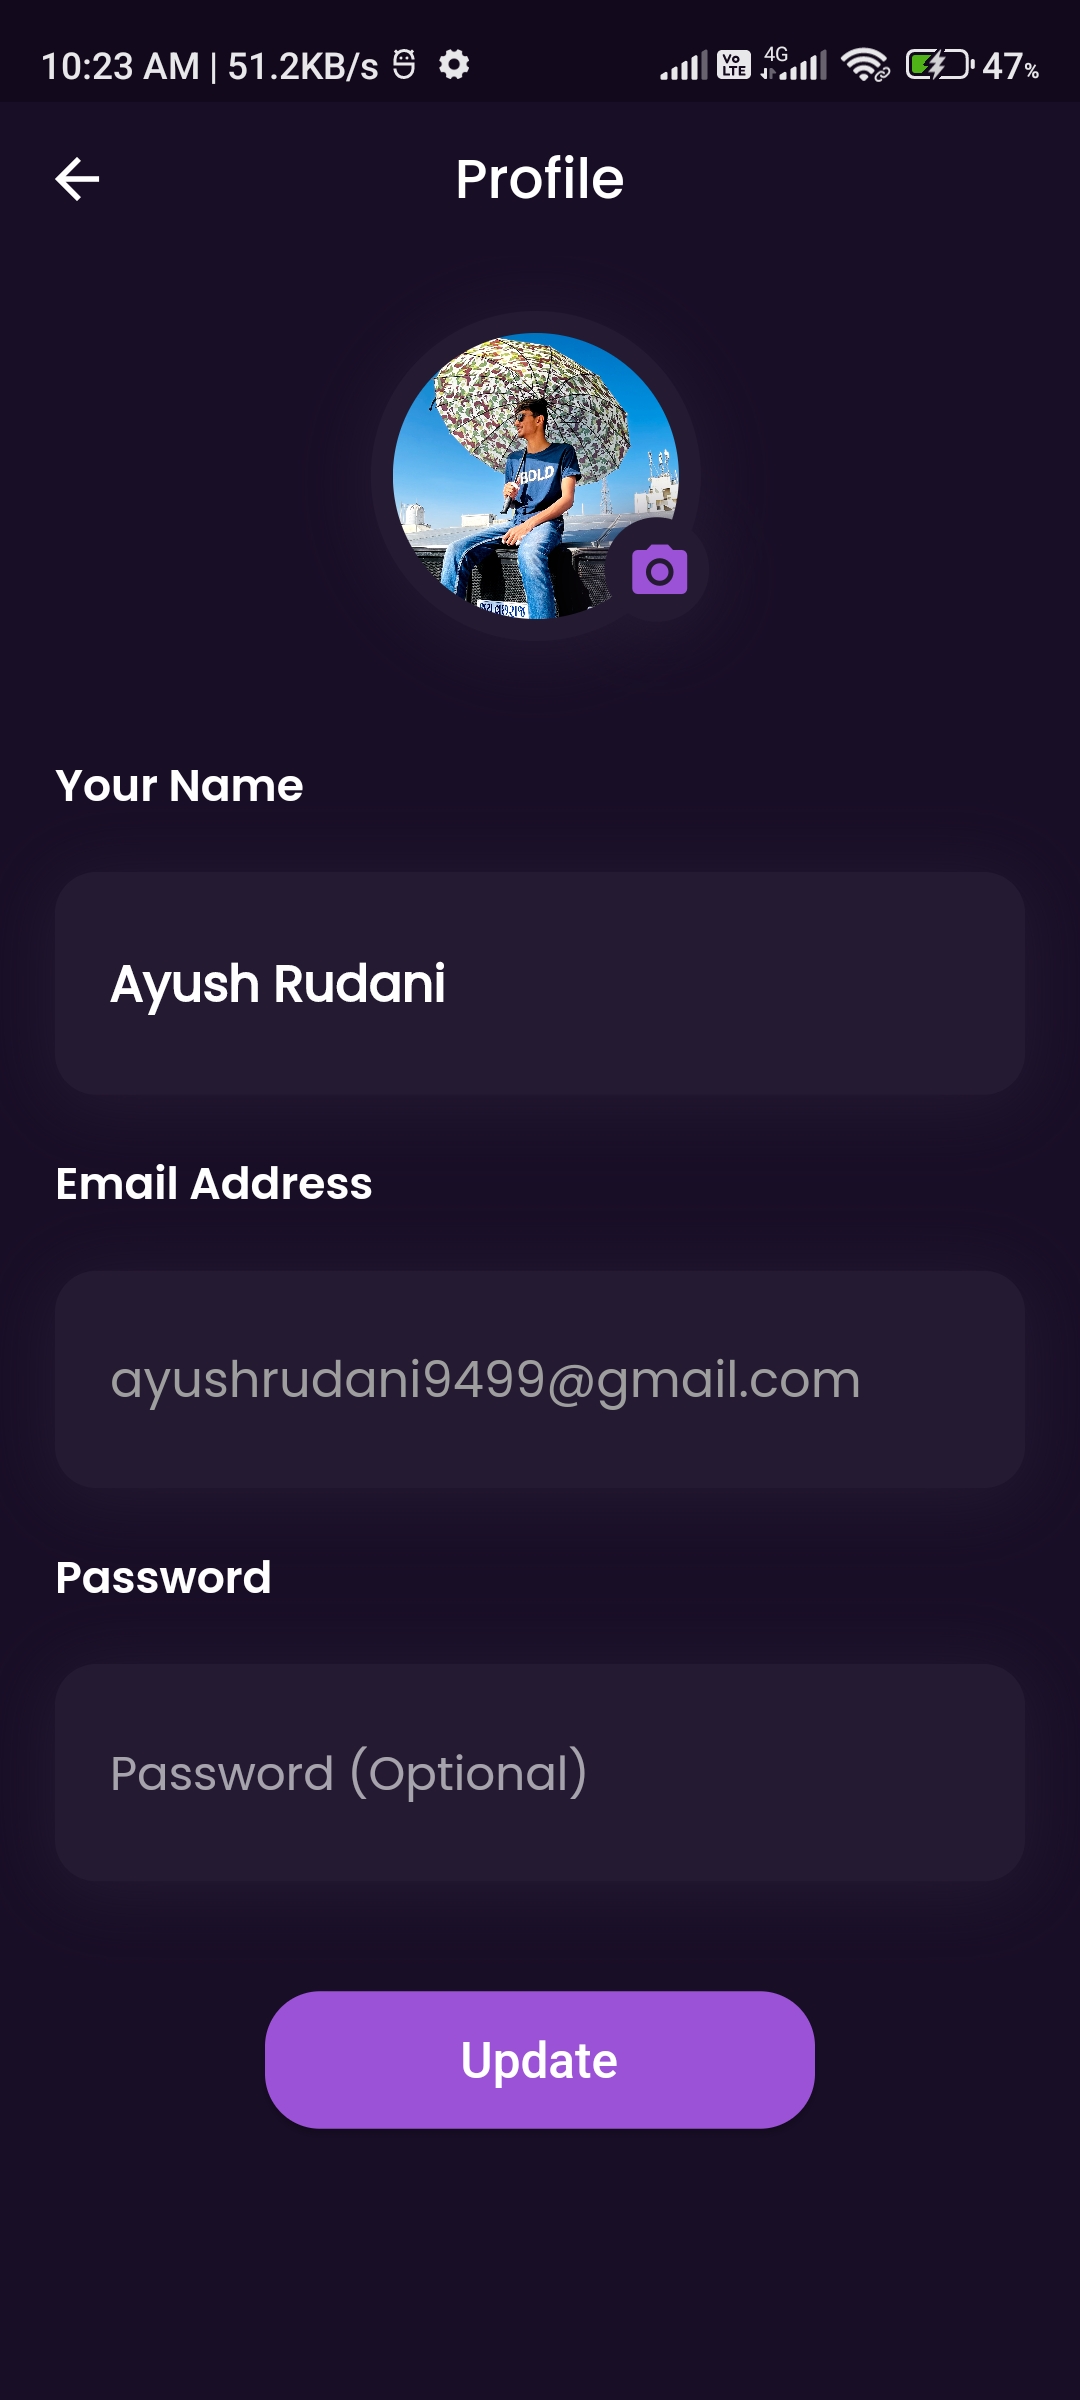 10:23 AM | 51.2KB/s Vo LTE 4G 47%
Profile
BOLD
Your Name
Ayush Rudani
Email Address
ayushrudani9499@gmail.com
Password
Password (Optional)
Update